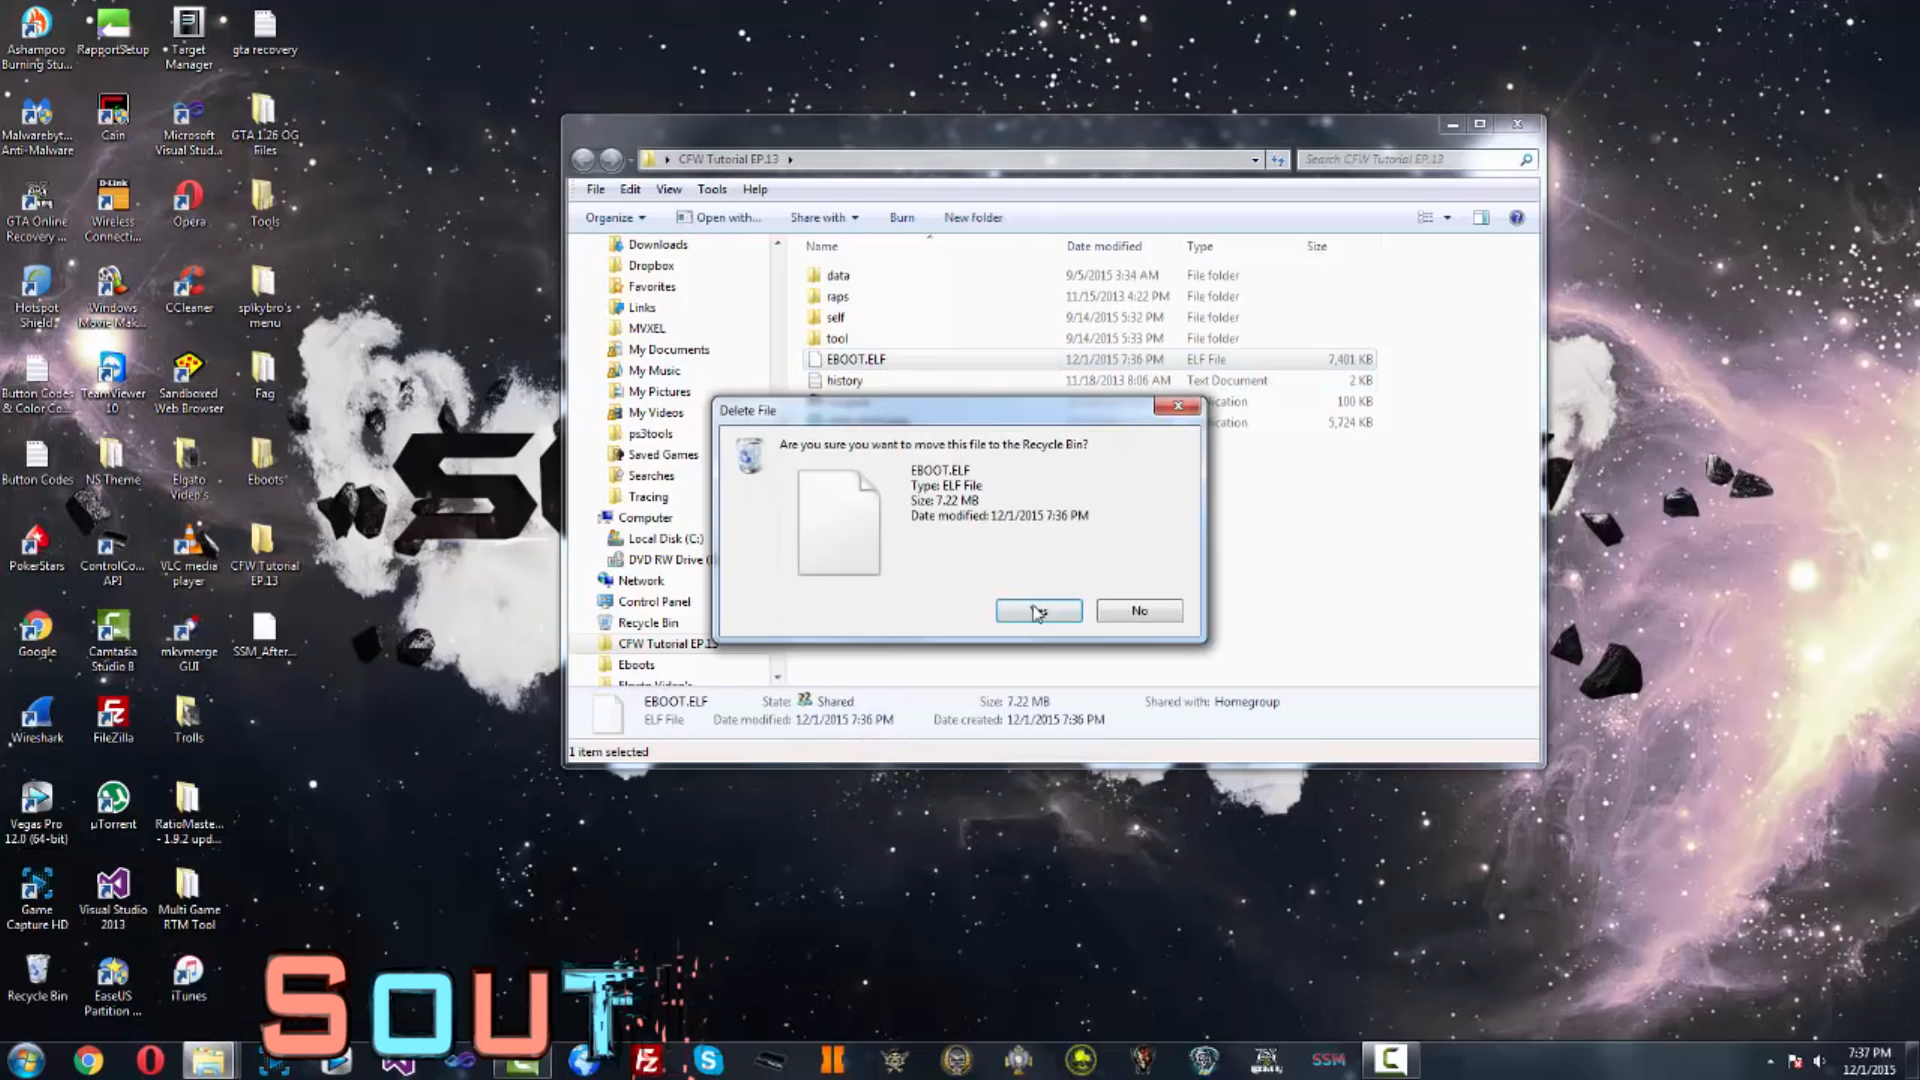 Ashampoo
Burning Stu...
RapportSetup
Target
Manager
gta recovery
Malwarebyt...
Anti-Malware
Cain
Microsoft
Visual Stud...
GTA 1.26 OG
Files
GTA Online
Recovery ...
D-Link
Wireless
Connecti...
Opera
Tools
Hotspot
Shield
Windows
Movie Mak...
CCleaner
spikybro's
menu
Button Codes
& Color Co...
TeamViewer
10
Sandboxed
Web Browser
Fag
Button Codes
NS Theme
Elgato
Video's
Eboots
PokerStars
ControlCo...
API
VLC media
player
CFW Tutorial
EP.13
Google
Camtasia
Studio 8
mkvmerge
GUI
SSM_After...
Wireshark
FileZilla
Trolls
Vegas Pro
12.0 (64-bit)
µTorrent
RatioMaste...
- 1.9.2 upd...
Game
Capture HD
Visual Studio
2013
Multi Game
RTM Tool
Recycle Bin
EaseUS
Partition ...
iTunes
CFW Tutorial EP.13
Search CFW Tutorial EP.13
File Edit View Tools Help
Organize Open with... Share with Burn New folder
Downloads
Dropbox
Favorites
Links
MVXEL
My Documents
My Music
My Pictures
My Videos
ps3tools
Saved Games
Searches
Tracing
Computer
Local Disk (C:)
DVD RW Drive (
Network
Control Panel
Recycle Bin
CFW Tutorial EP.13
Eboots
Name Date modified Type Size
data 9/5/2015 3:34 AM File folder
raps 11/15/2013 4:22 PM File folder
self 9/14/2015 5:32 PM File folder
tool 9/14/2015 5:33 PM File folder
EBOOT.ELF 12/1/2015 7:36 PM ELF File 7,401 KB
history 11/18/2013 8:06 AM Text Document 2 KB
100 KB
5,724 KB
Delete File
Are you sure you want to move this file to the Recycle Bin?
EBOOT.ELF
Type: ELF File
Size: 7.22 MB
Date modified: 12/1/2015 7:36 PM
No
EBOOT.ELF State: Shared Size: 7.22 MB Shared with: Homegroup
ELF File Date modified: 12/1/2015 7:36 PM Date created: 12/1/2015 7:36 PM
1 item selected
SouT
SSM
7:37 PM
12/1/2015